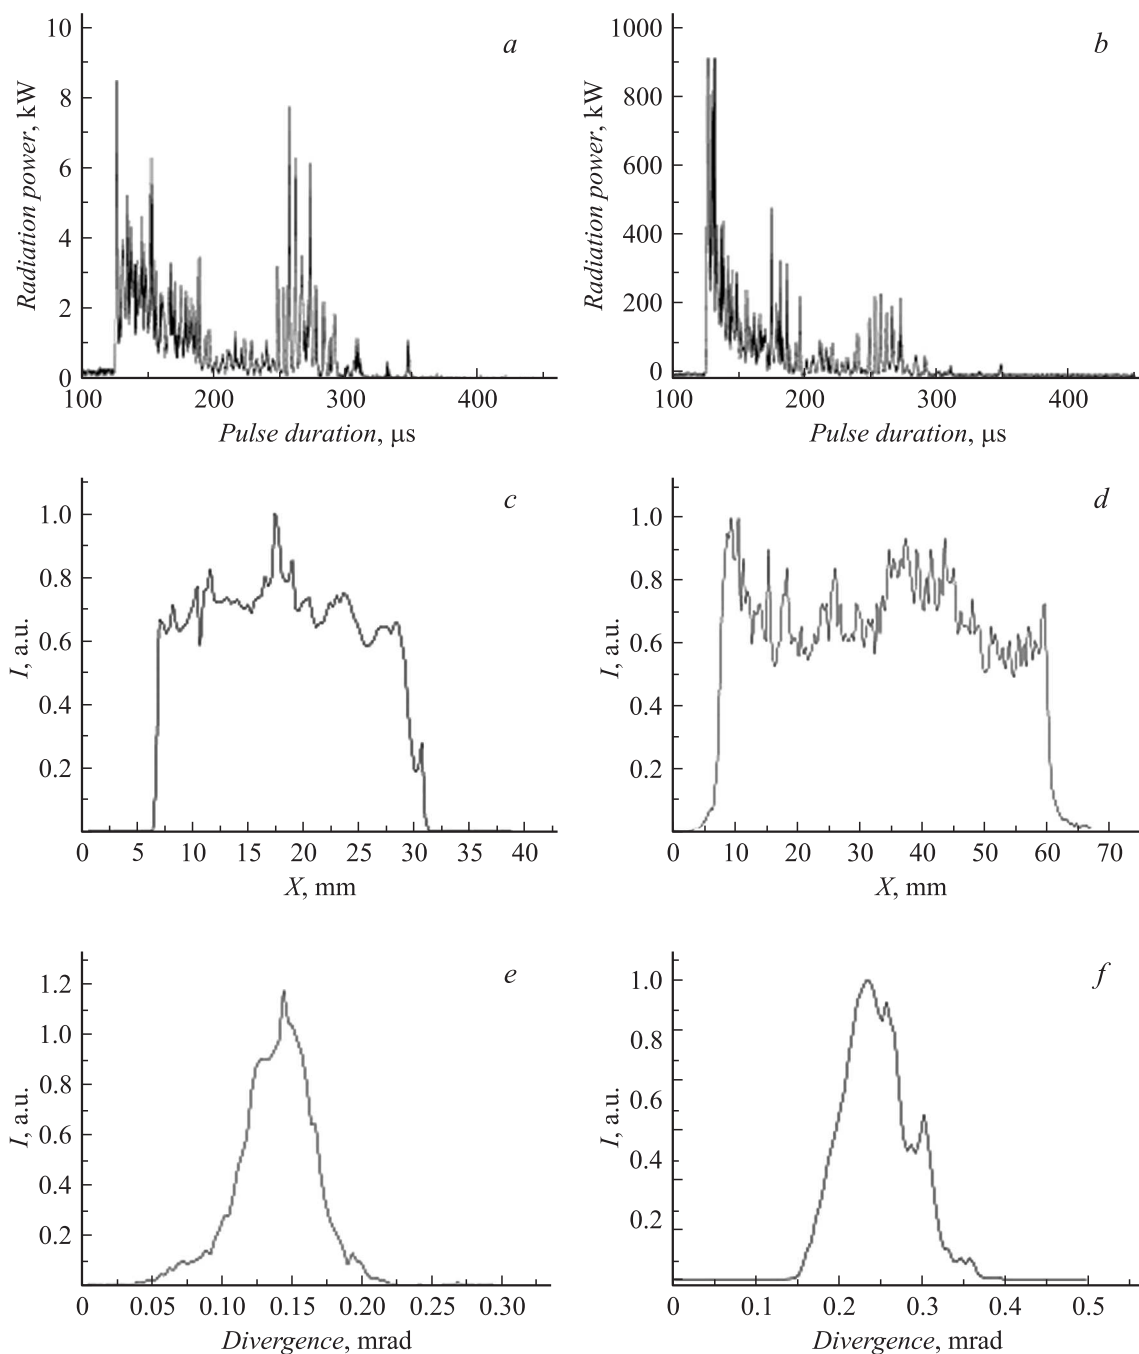 a
Radiation power, kW
10
8
6
4
2
0
100 200 300 400
Pulse duration, μs
b
Radiation power, kW
1000
800
600
400
200
0
100 200 300 400
Pulse duration, μs
c
I, a.u.
1.0
0.8
0.6
0.4
0.2
0 5 10 15 20 25 30 35 40
X, mm
d
I, a.u.
1.0
0.8
0.6
0.4
0.2
0 10 20 30 40 50 60 70
X, mm
e
I, a.u.
1.2
1.0
0.8
0.6
0.4
0.2
0 0.05 0.10 0.15 0.20 0.25 0.30
Divergence, mrad
f
I, a.u.
1.0
0.8
0.6
0.4
0.2
0 0.1 0.2 0.3 0.4 0.5
Divergence, mrad